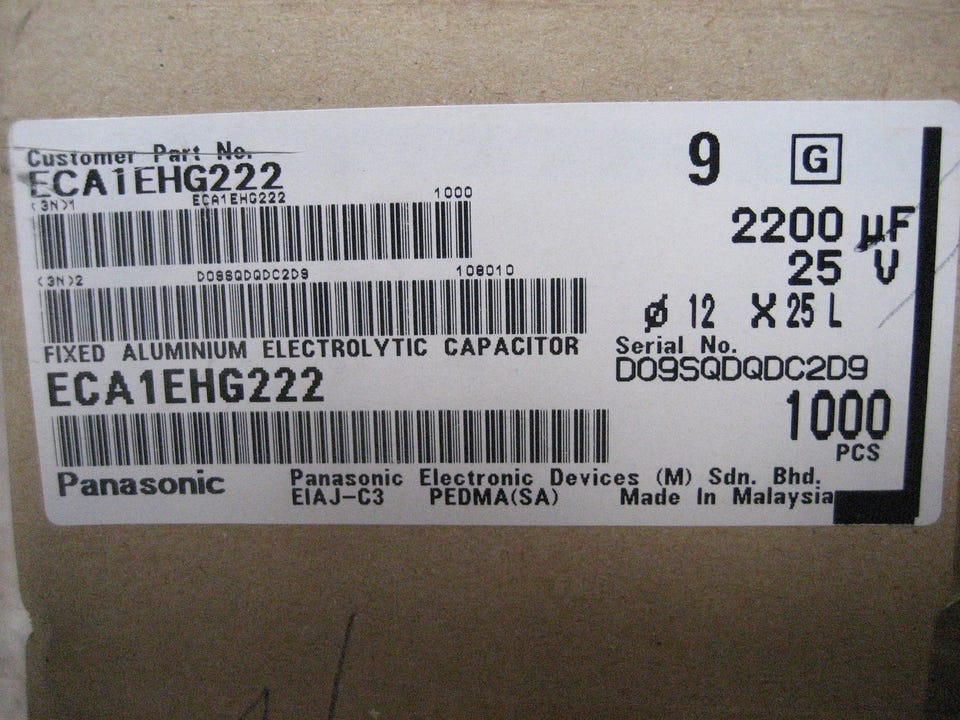 Customer Part No.
ECA1EHG222
(3N)1 ECA1EHG222 1000
(3N)2 D09SQDQDC2D9 108010
FIXED ALUMINIUM ELECTROLYTIC CAPACITOR
ECA1EHG222
Panasonic
Panasonic Electronic Devices (M) Sdn. Bhd.
EIAJ-C3 PEDMA(SA) Made In Malaysia
9 G
2200 µF
25 V
ø 12 X 25 L
Serial No.
D09SQDQDC2D9
1000
PCS